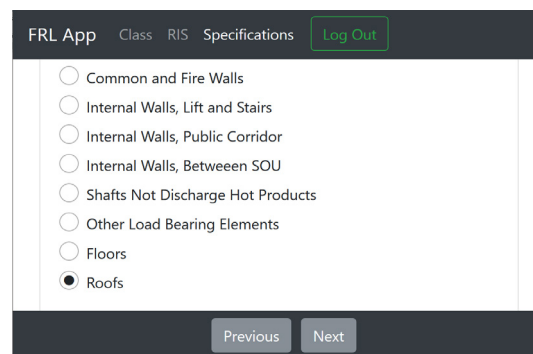 FRL App Class RIS Specifications Log Out
Common and Fire Walls
Internal Walls, Lift and Stairs
Internal Walls, Public Corridor
Internal Walls, Betweeen SOU
Shafts Not Discharge Hot Products
Other Load Bearing Elements
Floors
Roofs
Previous Next